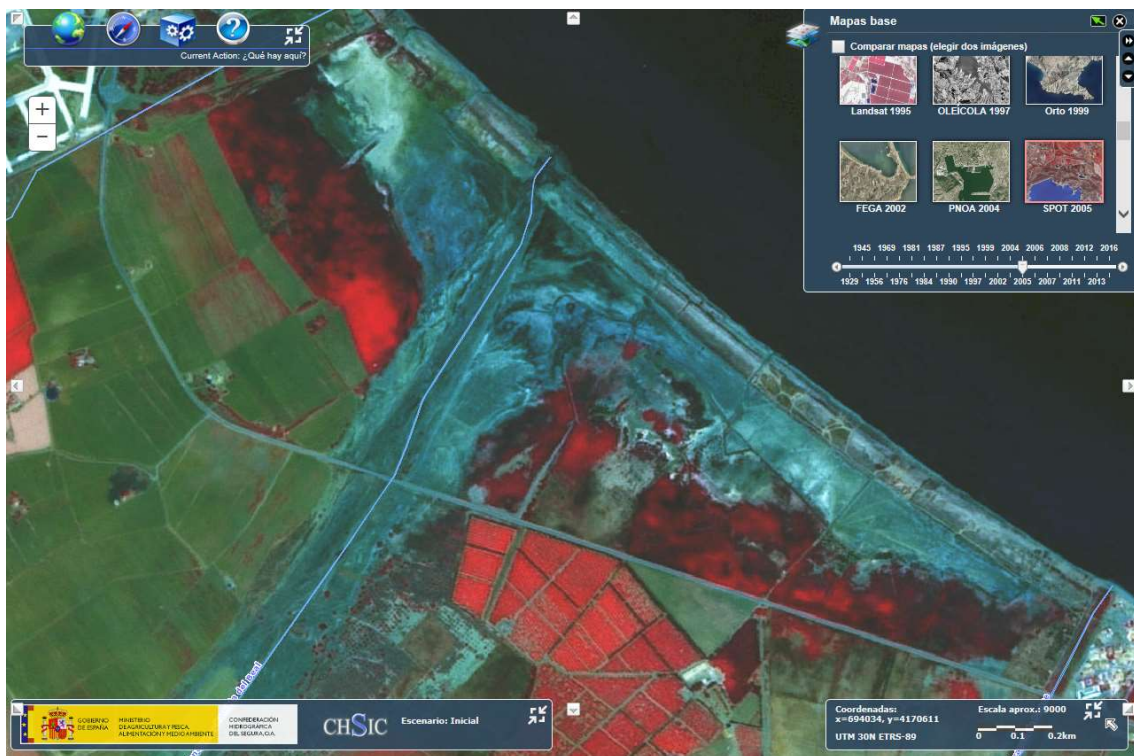 Current Action: ¿Qué hay aquí?
+
−
Mapas base
Comparar mapas (elegir dos imágenes)
Landsat 1995
OLEÍCOLA 1997
Orto 1999
FEGA 2002
PNOA 2004
SPOT 2005
1945 1969 1981 1987 1995 1999 2004 2006 2008 2012 2016
1929 1956 1976 1984 1990 1997 2002 2005 2007 2011 2013
del Beal
GOBIERNO
DE ESPAÑA
MINISTERIO
DE AGRICULTURA Y PESCA,
ALIMENTACIÓN Y MEDIO AMBIENTE
CONFEDERACIÓN
HIDROGRÁFICA
DEL SEGURA, O.A.
CHSIC
Escenario: Inicial
Coordenadas:
x=694034, y=4170611
UTM 30N ETRS-89
Escala aprox.: 9000
0 0.1 0.2km